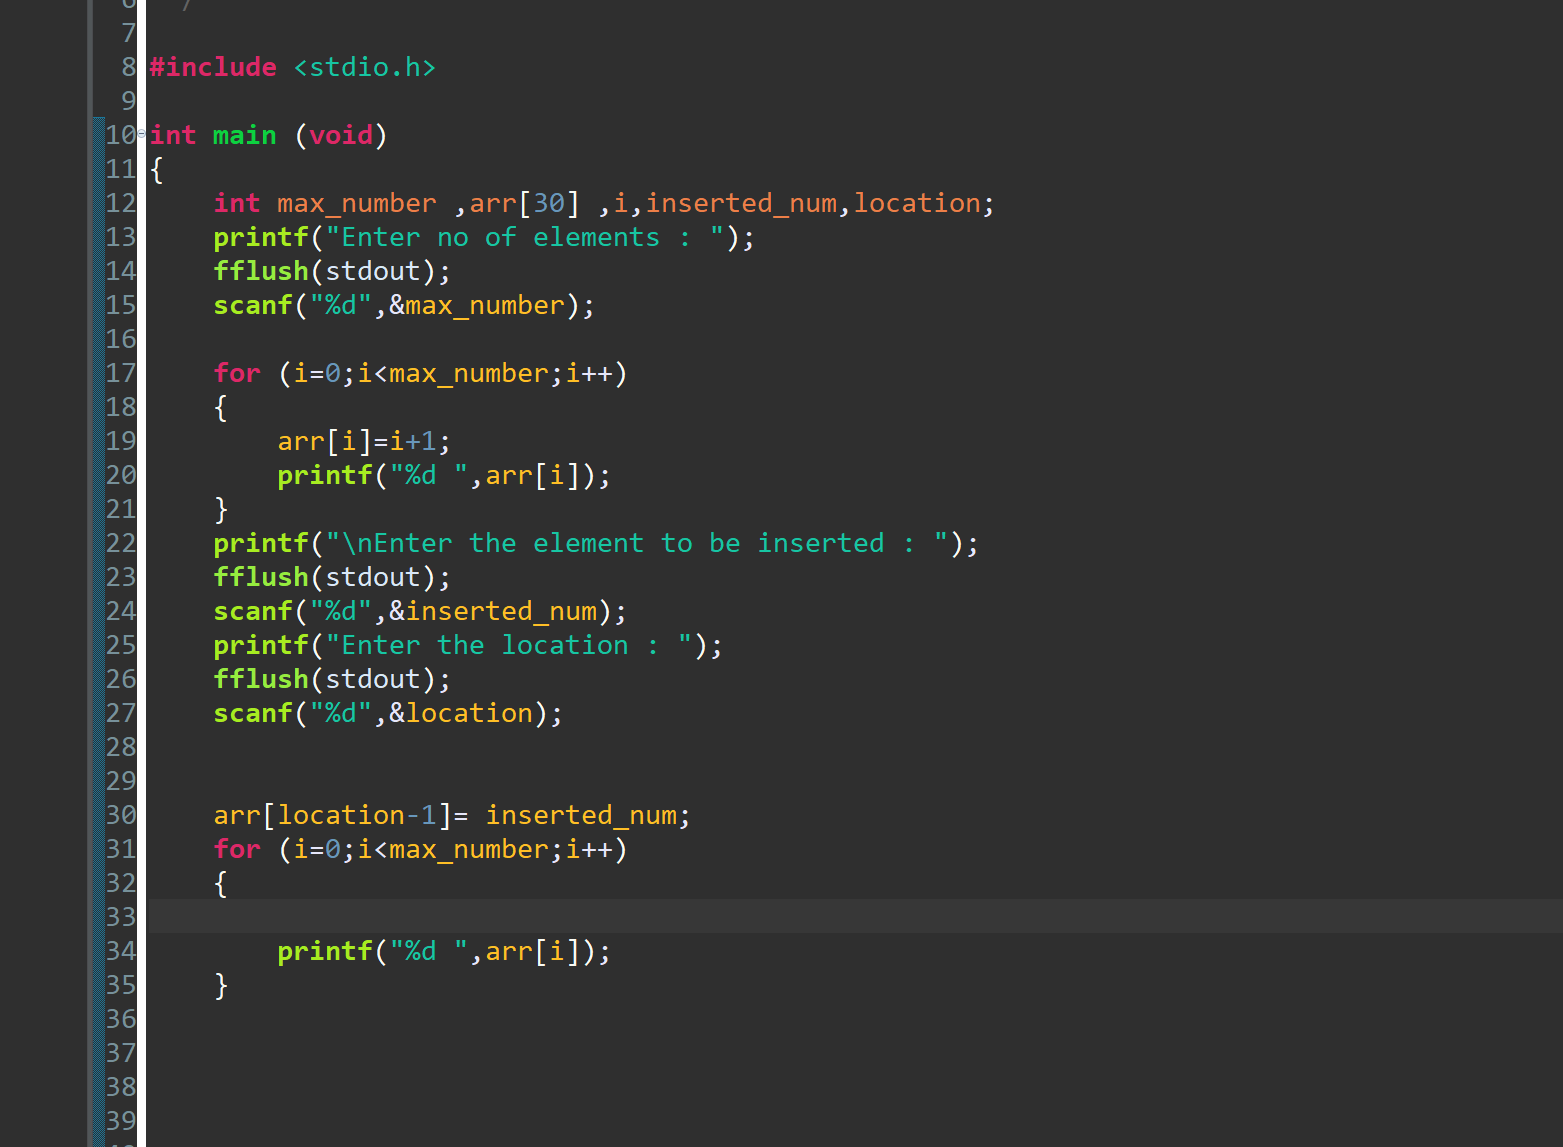 7
8 #include <stdio.h>
9
10 int main (void)
11 {
12     int max_number ,arr[30] ,i,inserted_num,location;
13     printf("Enter no of elements : ");
14     fflush(stdout);
15     scanf("%d",&max_number);
16
17     for (i=0;i<max_number;i++)
18     {
19         arr[i]=i+1;
20         printf("%d ",arr[i]);
21     }
22     printf("\nEnter the element to be inserted : ");
23     fflush(stdout);
24     scanf("%d",&inserted_num);
25     printf("Enter the location : ");
26     fflush(stdout);
27     scanf("%d",&location);
28
29
30     arr[location-1]= inserted_num;
31     for (i=0;i<max_number;i++)
32     {
33
34         printf("%d ",arr[i]);
35     }
36
37
38
39